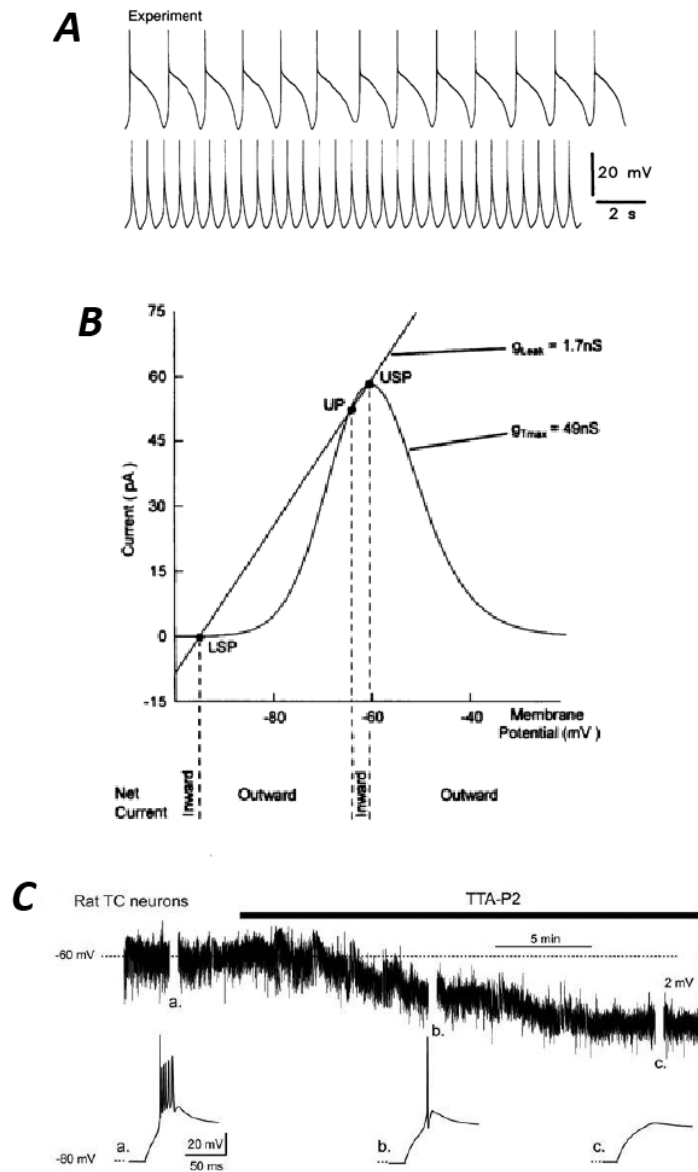 A
Experiment
20 mV
2 s
B
75
60
45
30
15
0
-15
Current (pA)
g_Leak = 1.7nS
USP
UP
g_Tmax = 49nS
LSP
-80
-60
-40
Membrane
Potential (mV)
Net
Current
Inward
Outward
Inward
Outward
C
Rat TC neurons
TTA-P2
5 min
-60 mV
2 mV
a.
b.
c.
a.
20 mV
50 ms
b.
c.
-80 mV